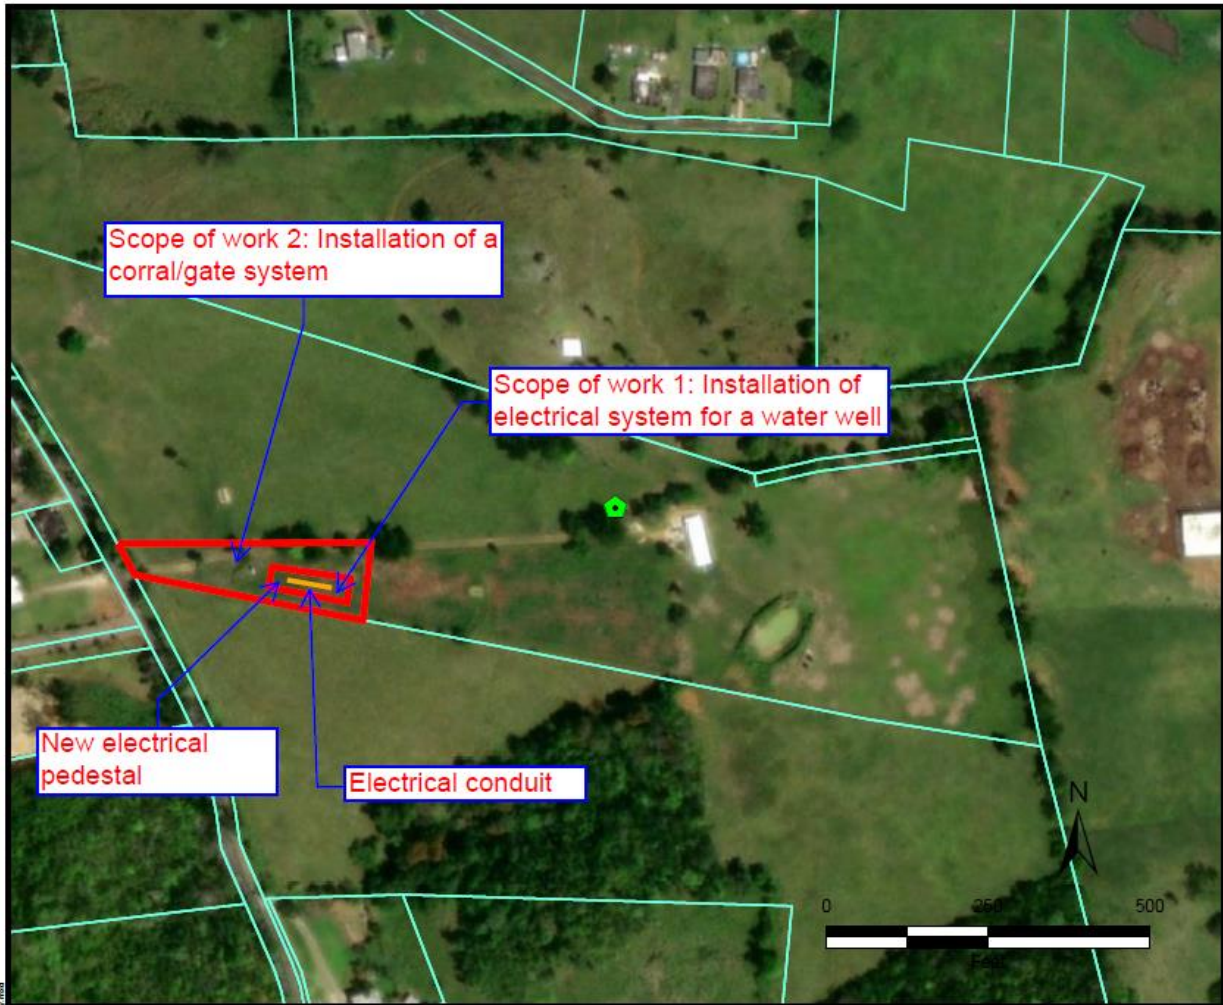 Scope of work 2: Installation of a
corral/gate system
Scope of work 1: Installation of
electrical system for a water well
New electrical
pedestal
Electrical conduit
N
0 250 500
Feet